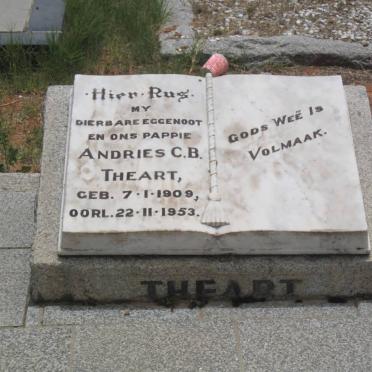 Hier Rus
MY
DIERBARE EGGENOOT
EN ONS PAPPIE
ANDRIES C.B.
THEART,
GEB. 7-1-1909,
OORL. 22-11-1953.
GODS WEË IS
VOLMAAK.
THEART